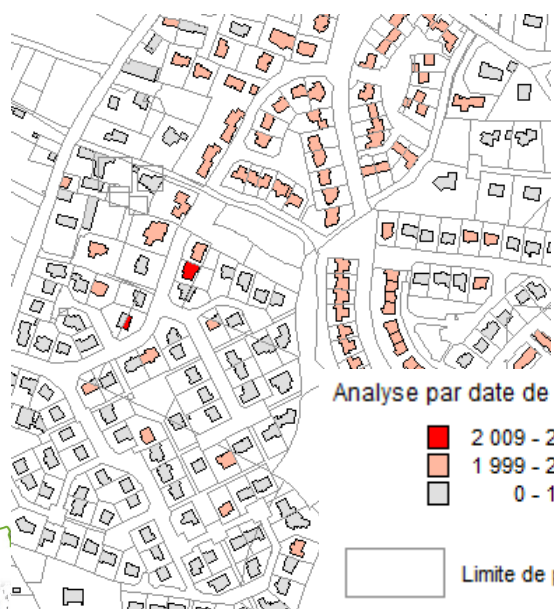 Analyse par date de
2 009 - 2
1 999 - 2
0 - 1
Limite de p